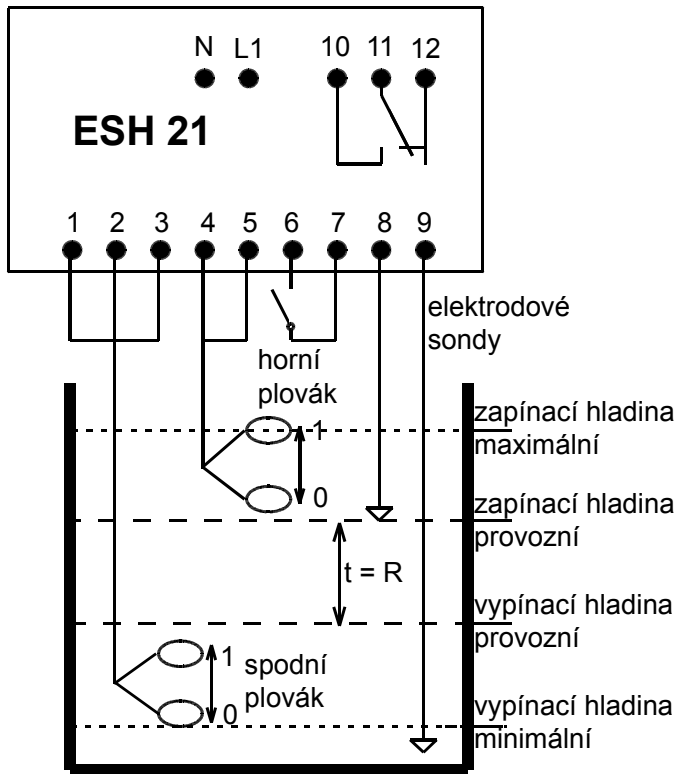 N L1 10 11 12
ESH 21
1 2 3 4 5 6 7 8 9
elektrodové
sondy
horní
plovák
1
0
zapínací hladina
maximální
zapínací hladina
provozní
t = R
vypínací hladina
provozní
1
0
spodní
plovák
vypínací hladina
minimální